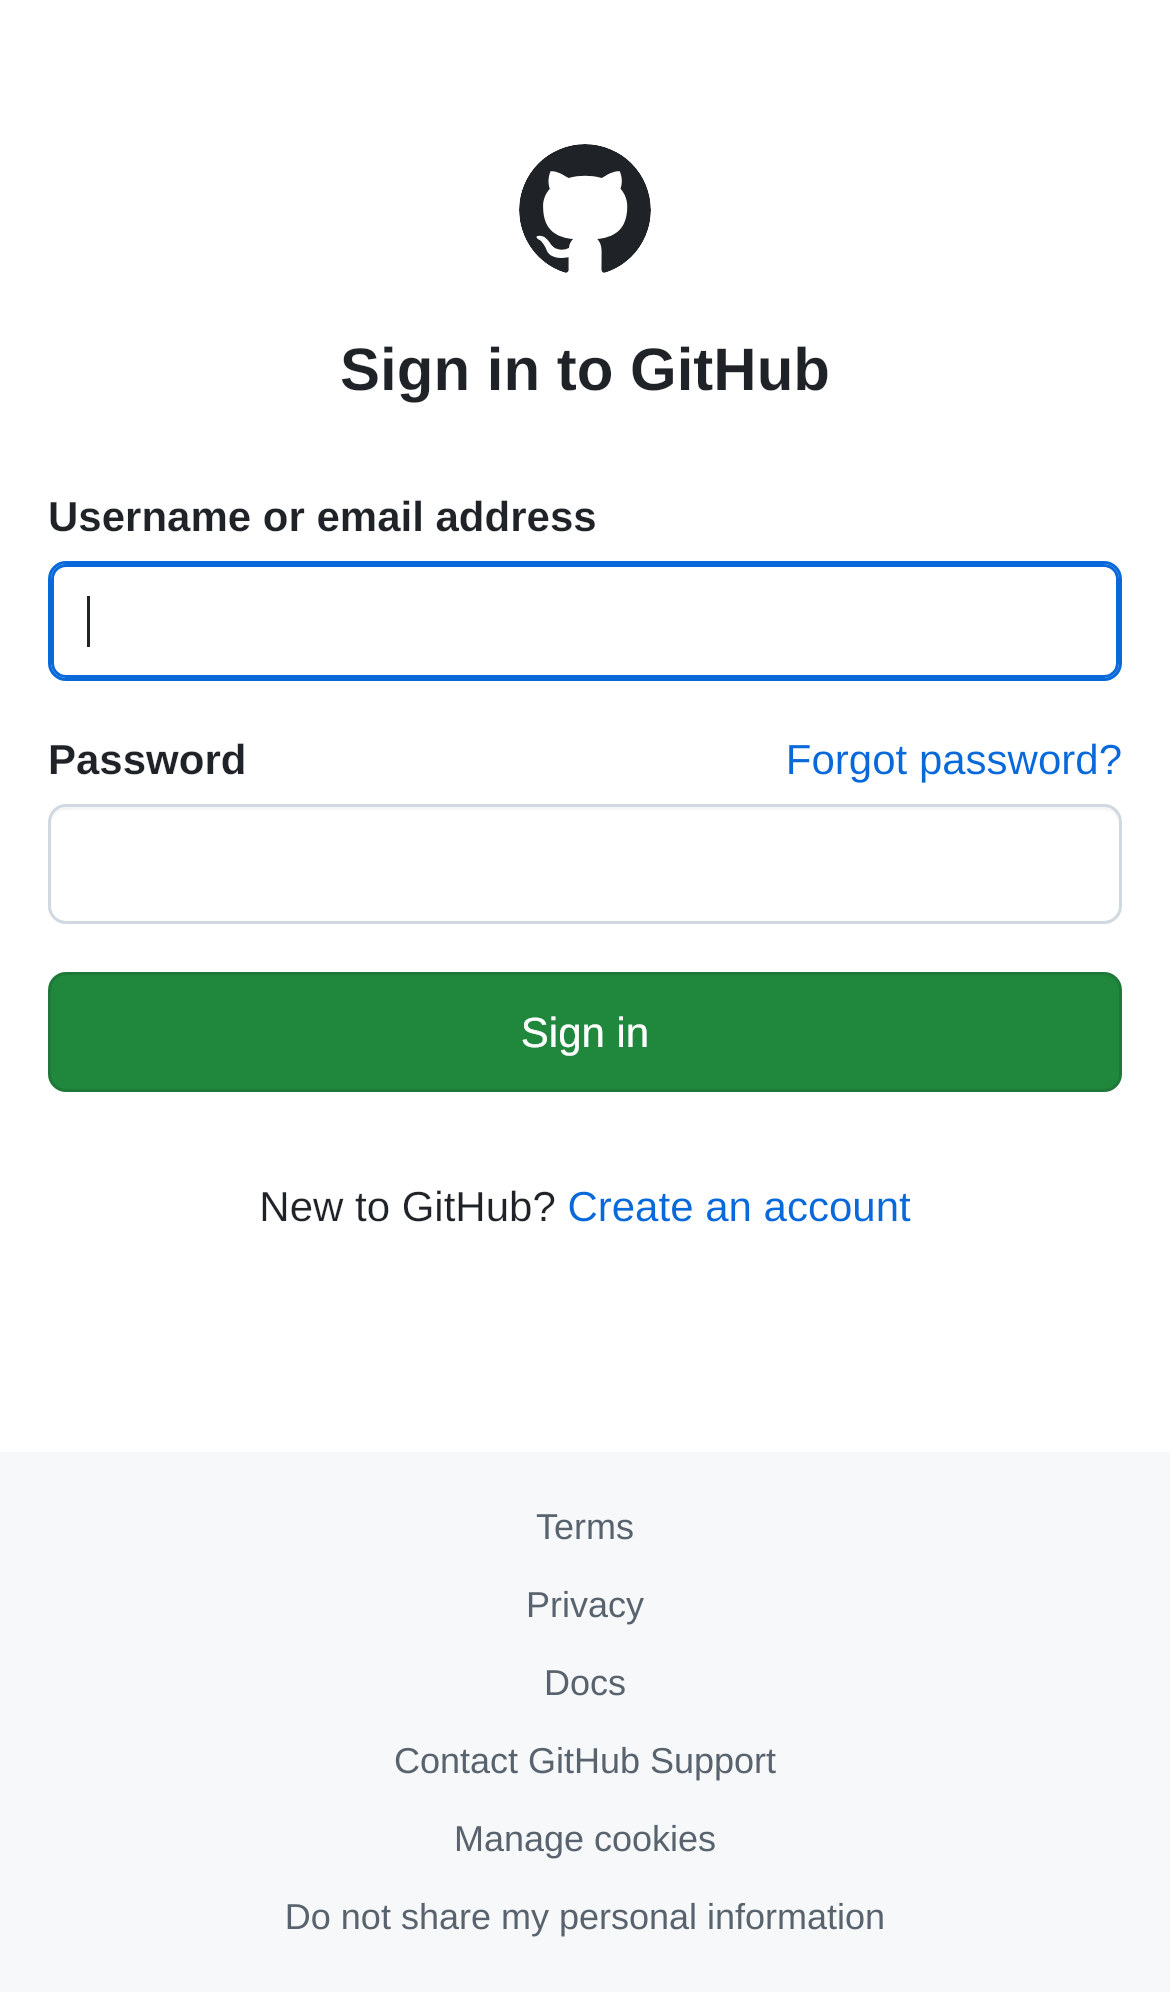 Sign in to GitHub
Username or email address
Password
Forgot password?
Sign in
New to GitHub? Create an account
Terms
Privacy
Docs
Contact GitHub Support
Manage cookies
Do not share my personal information